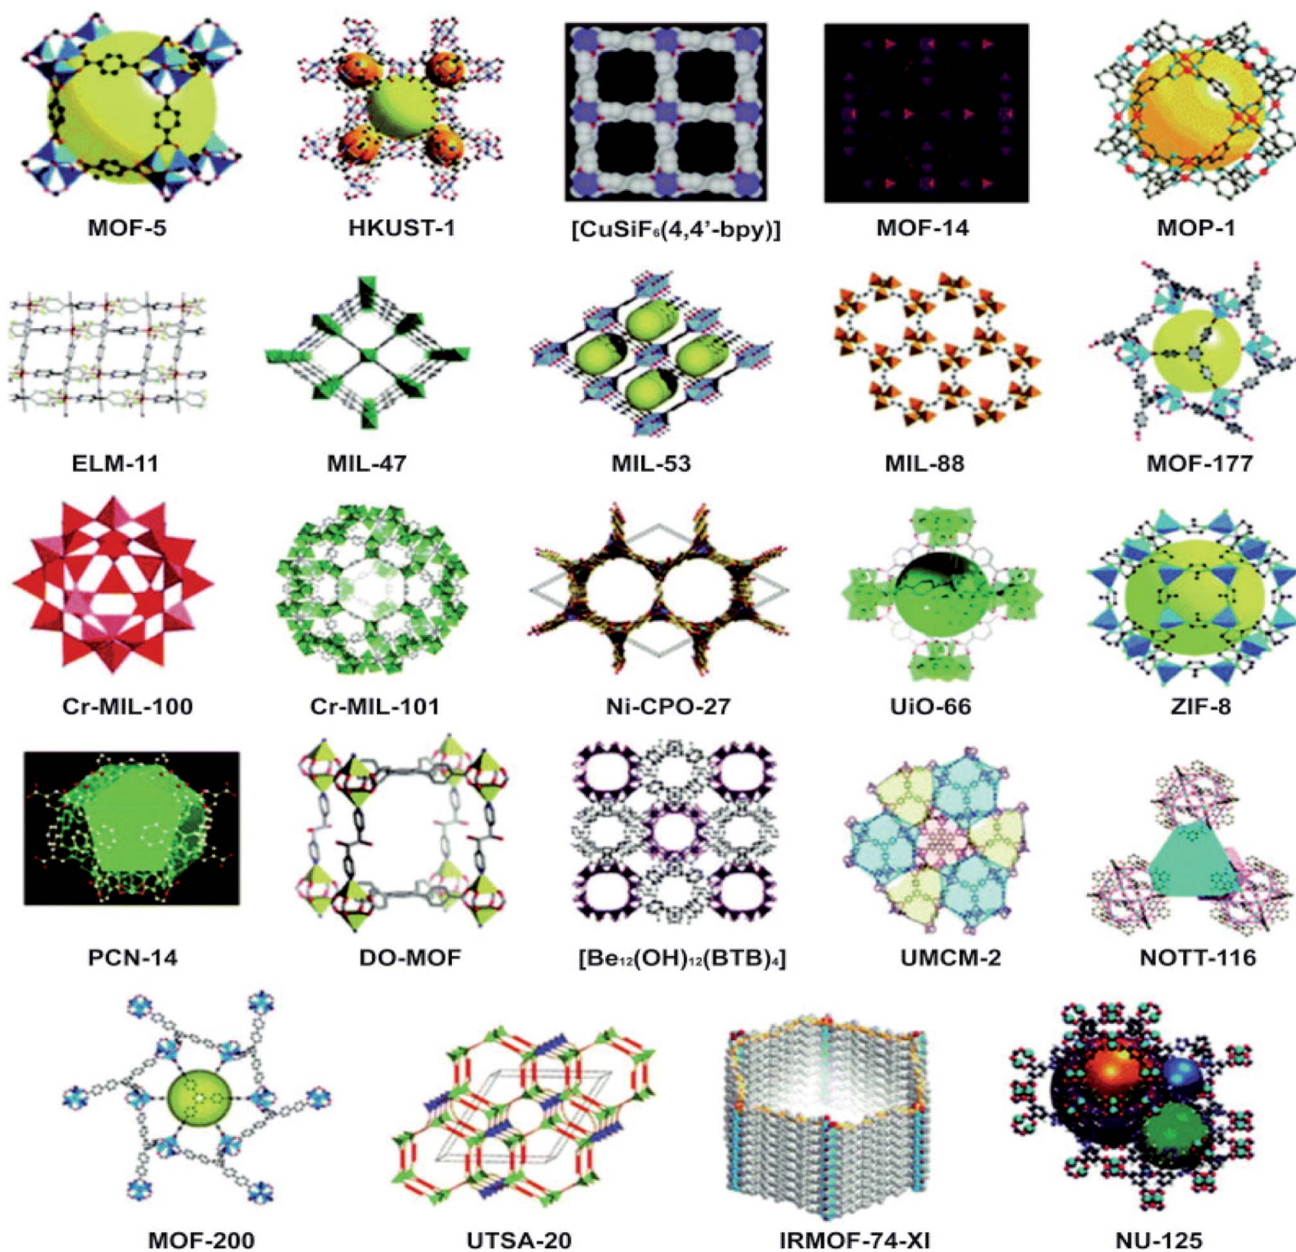 MOF-5 HKUST-1 [CuSiF₆(4,4’-bpy)] MOF-14 MOP-1
ELM-11 MIL-47 MIL-53 MIL-88 MOF-177
Cr-MIL-100 Cr-MIL-101 Ni-CPO-27 UiO-66 ZIF-8
PCN-14 DO-MOF [Be₁₂(OH)₁₂(BTB)₄] UMCM-2 NOTT-116
MOF-200 UTSA-20 IRMOF-74-XI NU-125